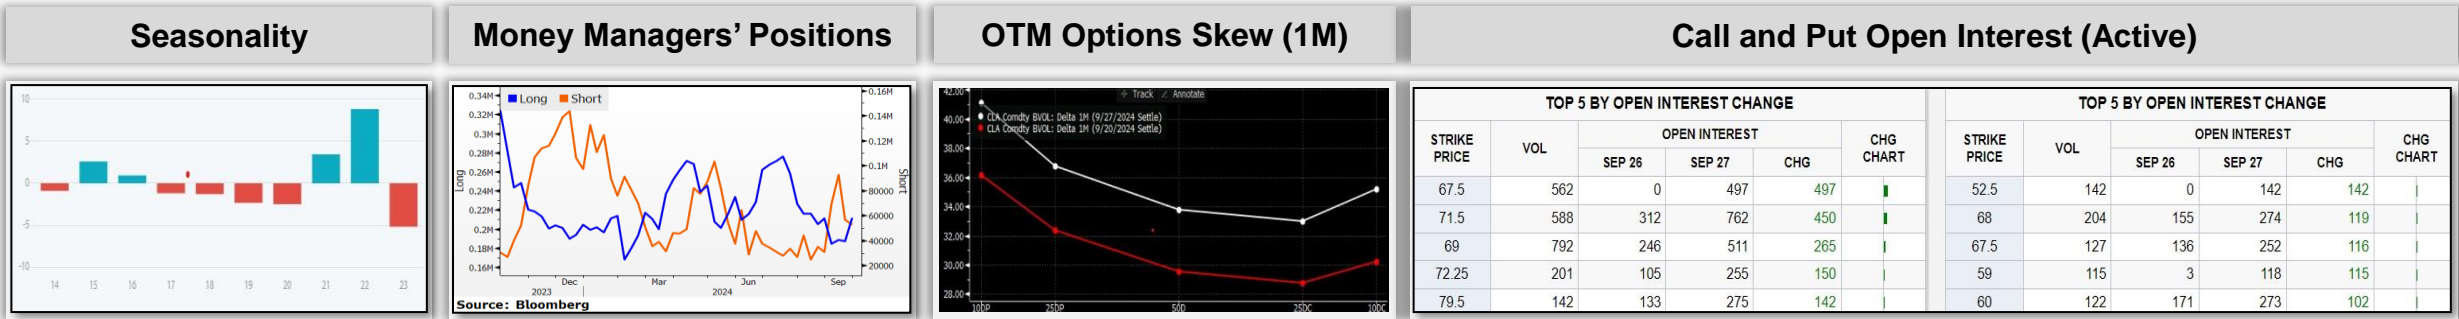 Seasonality
Money Managers’ Positions
OTM Options Skew (1M)
Call and Put Open Interest (Active)
10
5
0
-5
-10
14 15 16 17 18 19 20 21 22 23
Long Short
0.34M
0.32M
0.3M
0.28M
0.26M
0.24M
0.22M
0.2M
0.18M
0.16M
Long
0.16M
0.14M
0.12M
0.1M
80000
60000
40000
20000
Short
Dec Mar Jun Sep
2023 2024
Source: Bloomberg
Track Annotate
CLA Comdty BVOL: Delta 1M (9/27/2024 Settle)
CLA Comdty BVOL: Delta 1M (9/20/2024 Settle)
42.00
40.00
38.00
36.00
34.00
32.00
30.00
28.00
10DP 25DP 50D 25DC 10DC
TOP 5 BY OPEN INTEREST CHANGE
STRIKE PRICE VOL OPEN INTEREST CHG CHART
SEP 26 SEP 27 CHG
67.5 562 0 497 497
71.5 588 312 762 450
69 792 246 511 265
72.25 201 105 255 150
79.5 142 133 275 142
TOP 5 BY OPEN INTEREST CHANGE
STRIKE PRICE VOL OPEN INTEREST CHG CHART
SEP 26 SEP 27 CHG
52.5 142 0 142 142
68 204 155 274 119
67.5 127 136 252 116
59 115 3 118 115
60 122 171 273 102